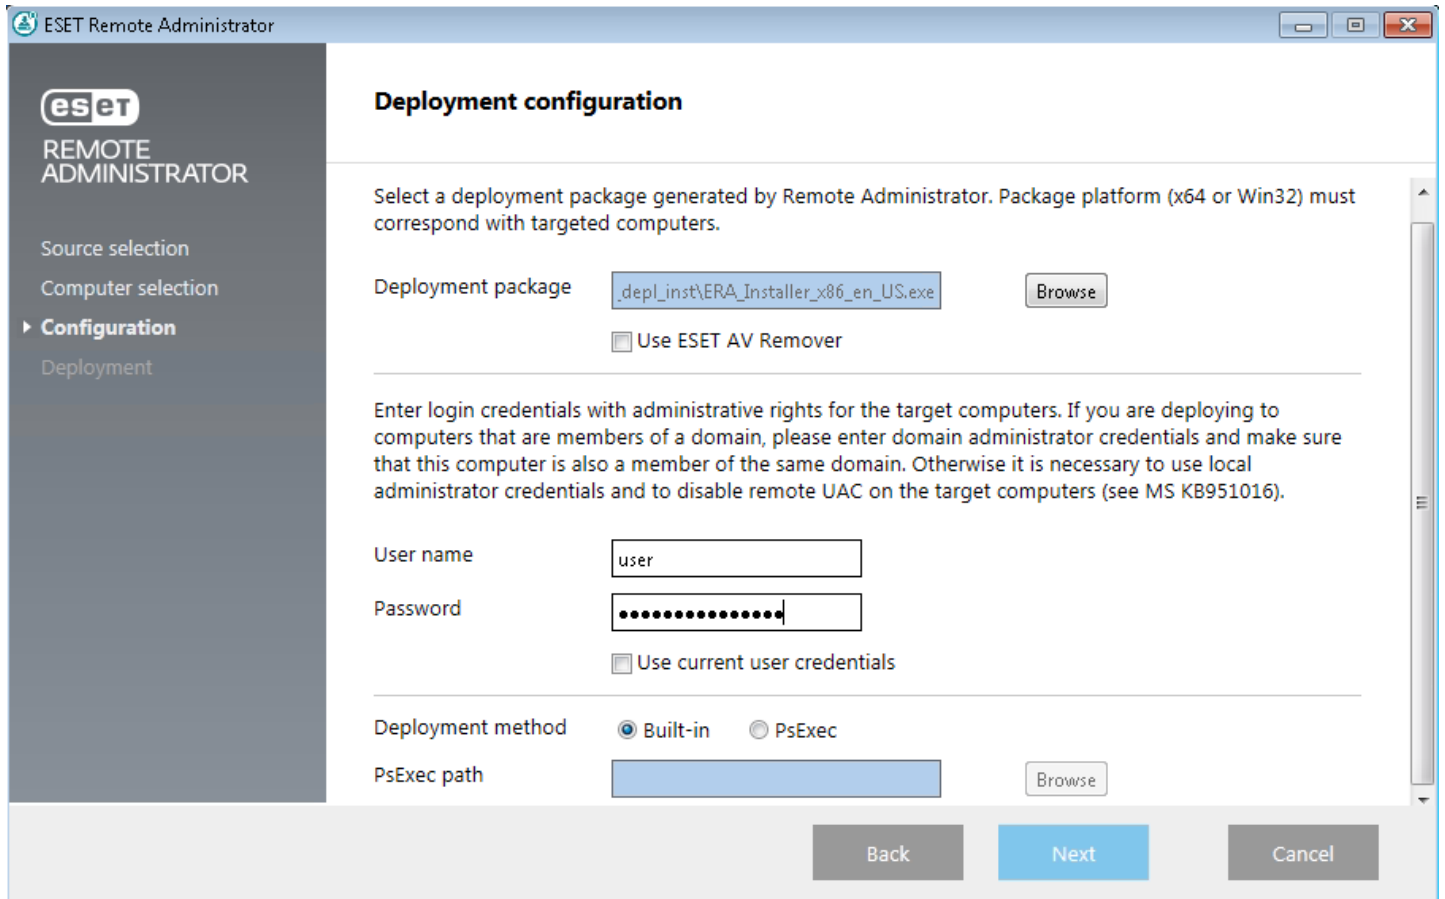 ESET Remote Administrator
eset
REMOTE
ADMINISTRATOR
Source selection
Computer selection
Configuration
Deployment
Deployment configuration
Select a deployment package generated by Remote Administrator. Package platform (x64 or Win32) must
correspond with targeted computers.
Deployment package
_depl_inst\ERA_Installer_x86_en_US.exe
Browse
Use ESET AV Remover
Enter login credentials with administrative rights for the target computers. If you are deploying to
computers that are members of a domain, please enter domain administrator credentials and make sure
that this computer is also a member of the same domain. Otherwise it is necessary to use local
administrator credentials and to disable remote UAC on the target computers (see MS KB951016).
User name
user
Password
●●●●●●●●●●●●●●●
Use current user credentials
Deployment method
Built-in
PsExec
PsExec path
Browse
Back
Next
Cancel